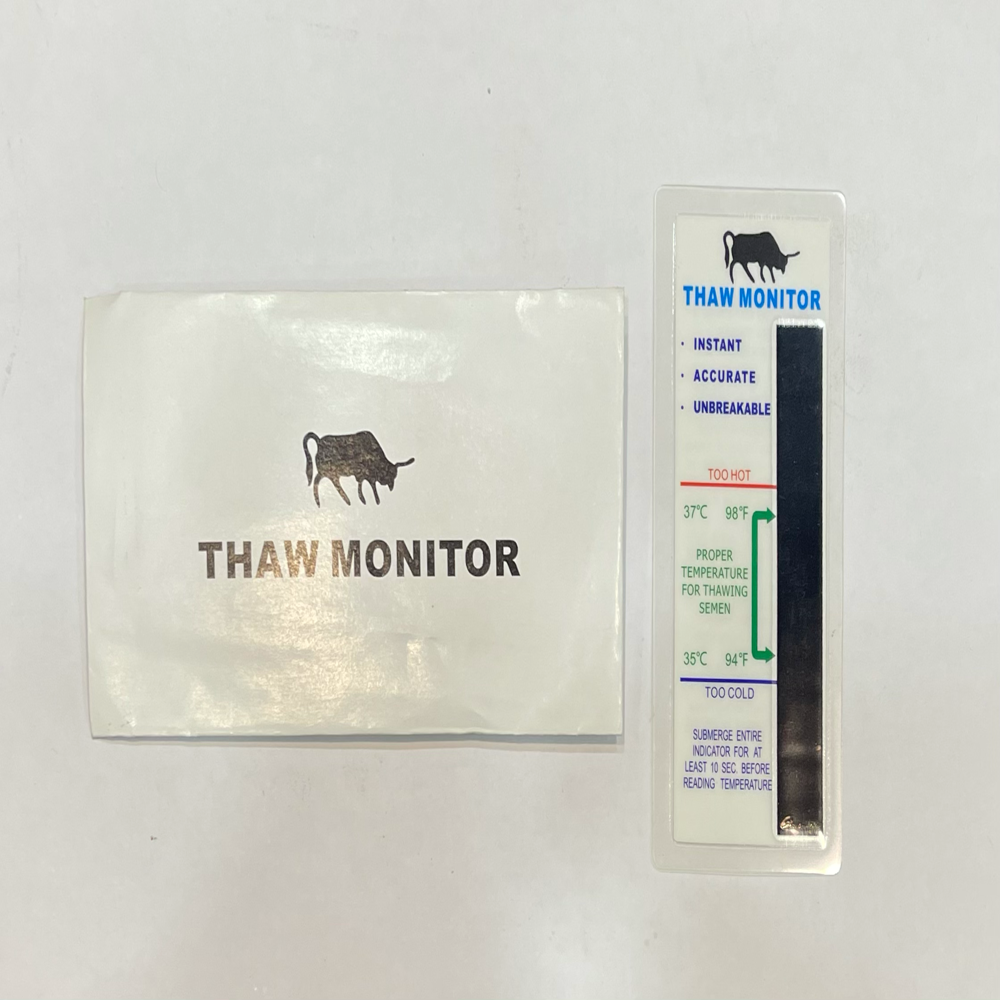 THAW MONITOR
THAW MONITOR
· INSTANT
· ACCURATE
· UNBREAKABLE
TOO HOT
37°C 98°F
PROPER
TEMPERATURE
FOR THAWING
SEMEN
35°C 94°F
TOO COLD
SUBMERGE ENTIRE
INDICATOR FOR AT
LEAST 10 SEC. BEFORE
READING TEMPERATURE